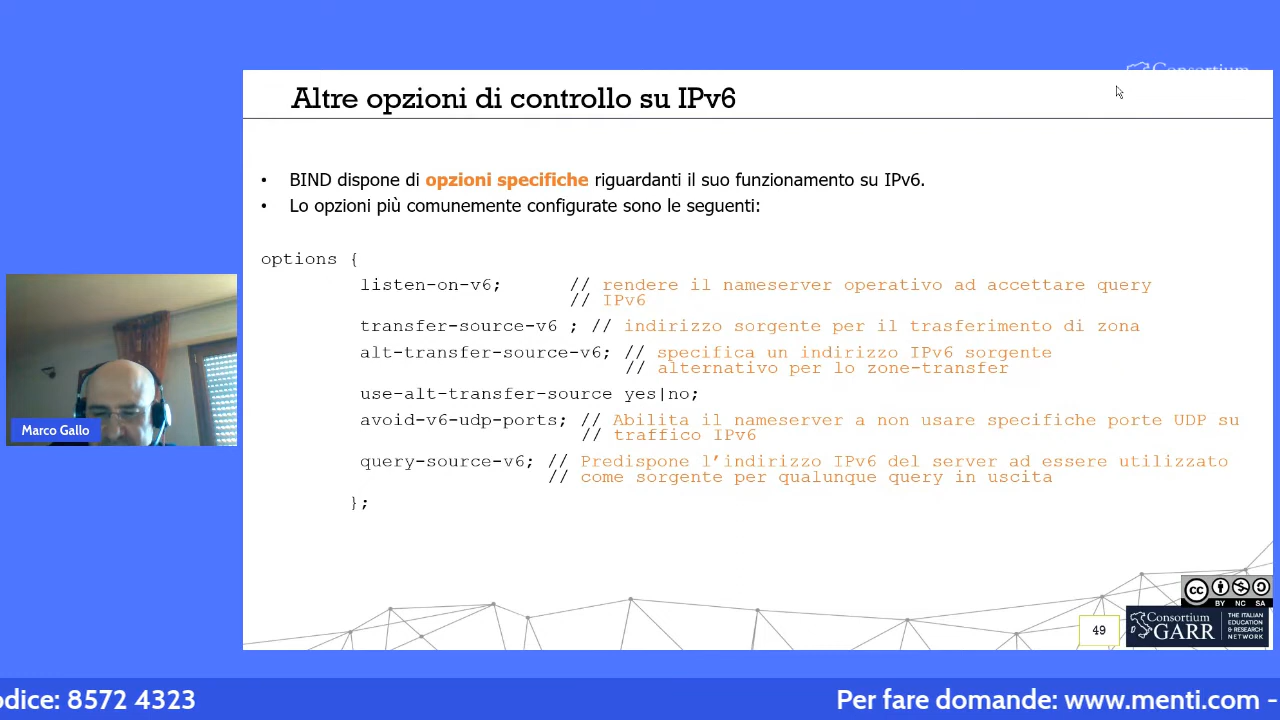 Consortium
Altre opzioni di controllo su IPv6
• BIND dispone di opzioni specifiche riguardanti il suo funzionamento su IPv6.
• Lo opzioni più comunemente configurate sono le seguenti:
options {
listen-on-v6; // rendere il nameserver operativo ad accettare query
// IPv6
transfer-source-v6 ; // indirizzo sorgente per il trasferimento di zona
alt-transfer-source-v6; // specifica un indirizzo IPv6 sorgente
// alternativo per lo zone-transfer
use-alt-transfer-source yes|no;
avoid-v6-udp-ports; // Abilita il nameserver a non usare specifiche porte UDP su
// traffico IPv6
query-source-v6; // Predispone l’indirizzo IPv6 del server ad essere utilizzato
// come sorgente per qualunque query in uscita
};
Marco Gallo
49
cc
BY NC SA
Consortium
GARR
THE ITALIAN
EDUCATION
& RESEARCH
NETWORK
odice: 8572 4323
Per fare domande: www.menti.com -